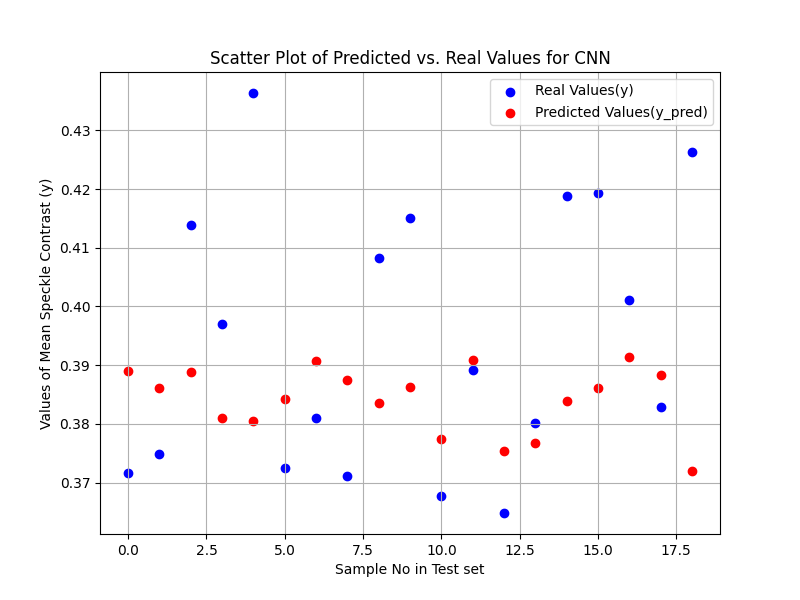 Scatter Plot of Predicted vs. Real Values for CNN
Real Values(y)
Predicted Values(y_pred)
Values of Mean Speckle Contrast (y)
0.43
0.42
0.41
0.40
0.39
0.38
0.37
0.0 2.5 5.0 7.5 10.0 12.5 15.0 17.5
Sample No in Test set